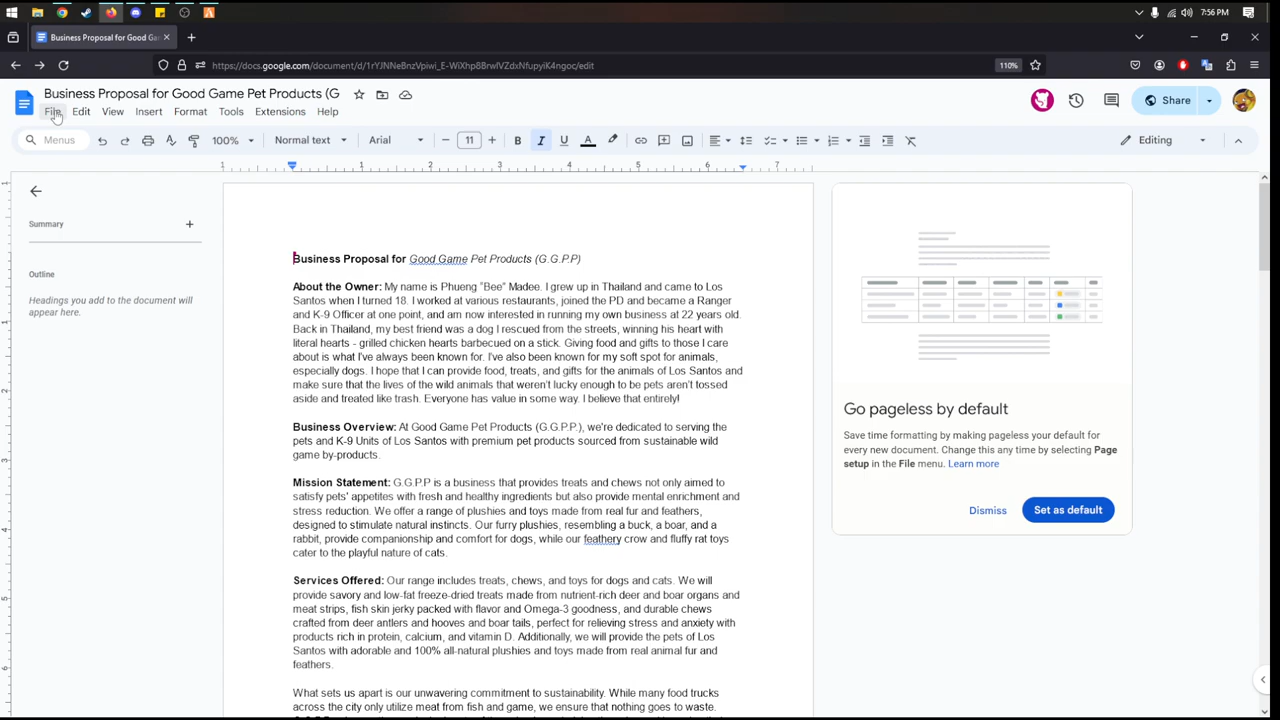 7:56 PM
Business Proposal for Good Ga
https://docs.google.com/document/d/1rYJNNeBnzVpiwi_E-WiXhp8BrwIVZdxNfupyiK4ngoc/edit
110%
Business Proposal for Good Game Pet Products (G
File Edit View Insert Format Tools Extensions Help
Share
Menus 100% Normal text Arial 11 Editing
1 1 2 3 4 5 6 7
Summary
Outline
Headings you add to the document will
appear here.
Business Proposal for Good Game Pet Products (G.G.P.P)
About the Owner: My name is Phueng "Bee" Madee. I grew up in Thailand and came to Los
Santos when I turned 18. I worked at various restaurants, joined the PD and became a Ranger
and K-9 Officer at one point, and am now interested in running my own business at 22 years old.
Back in Thailand, my best friend was a dog I rescued from the streets, winning his heart with
literal hearts - grilled chicken hearts barbecued on a stick. Giving food and gifts to those I care
about is what I've always been known for. I've also been known for my soft spot for animals,
especially dogs. I hope that I can provide food, treats, and gifts for the animals of Los Santos and
make sure that the lives of the wild animals that weren't lucky enough to be pets aren't tossed
aside and treated like trash. Everyone has value in some way. I believe that entirely!
Business Overview: At Good Game Pet Products (G.G.P.P.), we're dedicated to serving the
pets and K-9 Units of Los Santos with premium pet products sourced from sustainable wild
game by-products.
Mission Statement: G.G.P.P is a business that provides treats and chews not only aimed to
satisfy pets' appetites with fresh and healthy ingredients but also provide mental enrichment and
stress reduction. We offer a range of plushies and toys made from real fur and feathers,
designed to stimulate natural instincts. Our furry plushies, resembling a buck, a boar, and a
rabbit, provide companionship and comfort for dogs, while our feathery crow and fluffy rat toys
cater to the playful nature of cats.
Services Offered: Our range includes treats, chews, and toys for dogs and cats. We will
provide savory and low-fat freeze-dried treats made from nutrient-rich deer and boar organs and
meat strips, fish skin jerky packed with flavor and Omega-3 goodness, and durable chews
crafted from deer antlers and hooves and boar tails, perfect for relieving stress and anxiety with
products rich in protein, calcium, and vitamin D. Additionally, we will provide the pets of Los
Santos with adorable and 100% all-natural plushies and toys made from real animal fur and
feathers.
What sets us apart is our unwavering commitment to sustainability. While many food trucks
across the city only utilize meat from fish and game, we ensure that nothing goes to waste.
Go pageless by default
Save time formatting by making pageless your default for
every new document. Change this any time by selecting Page
setup in the File menu. Learn more
Dismiss Set as default